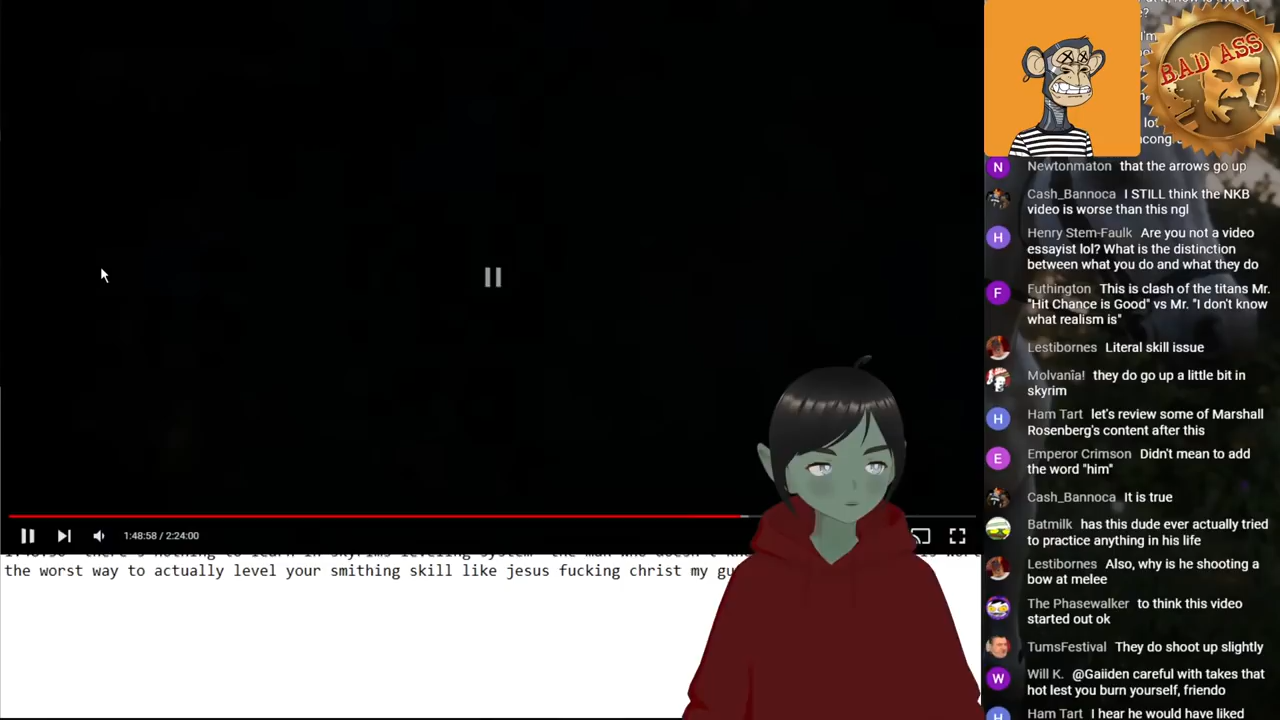 1:48:58 / 2:24:00
the worst way to actually level your smithing skill like jesus fucking christ my
BAD ASS
Newtonmaton that the arrows go up
Cash_Bannoca I STILL think the NKB
video is worse than this ngl
Henry Stem-Faulk Are you not a video
essayist lol? What is the distinction
between what you do and what they do
Futhington This is clash of the titans Mr.
"Hit Chance is Good" vs Mr. "I don't know
what realism is"
Lestibornes Literal skill issue
Molvanîa! they do go up a little bit in
skyrim
Ham Tart let's review some of Marshall
Rosenberg's content after this
Emperor Crimson Didn't mean to add
the word "him"
Cash_Bannoca It is true
Batmilk has this dude ever actually tried
to practice anything in his life
Lestibornes Also, why is he shooting a
bow at melee
The Phasewalker to think this video
started out ok
TumsFestival They do shoot up slightly
Will K. @Gaiiden careful with takes that
hot lest you burn yourself, friendo
Ham Tart I hear he would have liked